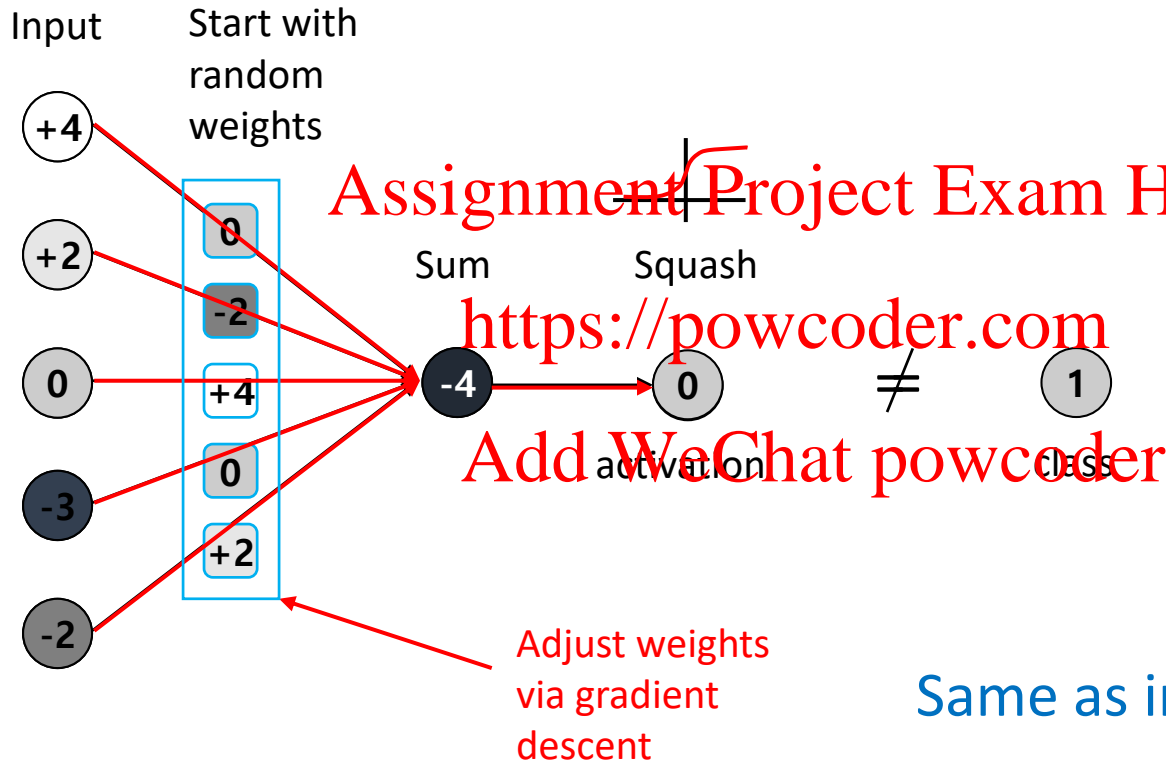 Input
Start with
random
weights
+4
+2
0
-3
-2
0
-2
+4
0
+2
Assignment Project Exam H
Sum
Squash
https://powcoder.com
-4
0
≠
1
Add WeChat powcoder
activation
class
Adjust weights
via gradient
descent
Same as in